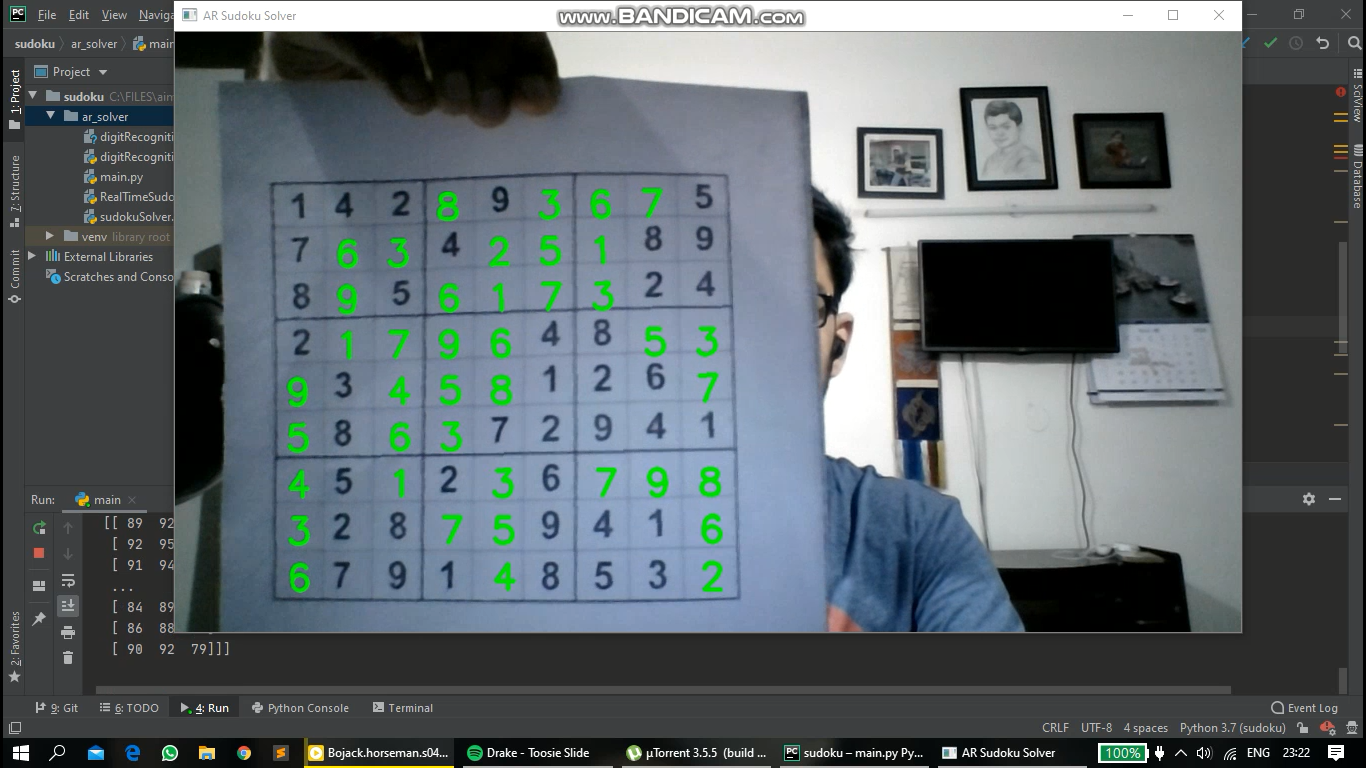 File Edit View Naviga
AR Sudoku Solver
www.BANDICAM.com
sudoku ar_solver main
Project
sudoku C:\FILES\aim
ar_solver
digitRecogniti
digitRecogniti
main.py
RealTimeSudo
sudokuSolver.
venv library root
External Libraries
Scratches and Conso
1: Project
7: Structure
Commit
2: Favorites
SciView
Database
1 4 2 8 9 3 6 7 5
7 6 3 4 2 5 1 8 9
8 9 5 6 1 7 3 2 4
2 1 7 9 6 4 8 5 3
9 3 4 5 8 1 2 6 7
5 8 6 3 7 2 9 4 1
4 5 1 2 3 6 7 9 8
3 2 8 7 5 9 4 1 6
6 7 9 1 4 8 5 3 2
Run: main
[[ 89 92
[ 92 95
[ 91 94
...
[ 84 89
[ 86 88
[ 90 92 79]]]
9: Git 6: TODO 4: Run Python Console Terminal Event Log
CRLF UTF-8 4 spaces Python 3.7 (sudoku)
Bojack.horseman.s04... Drake - Toosie Slide µTorrent 3.5.5 (build ... sudoku – main.py Py... AR Sudoku Solver 100% ENG 23:22